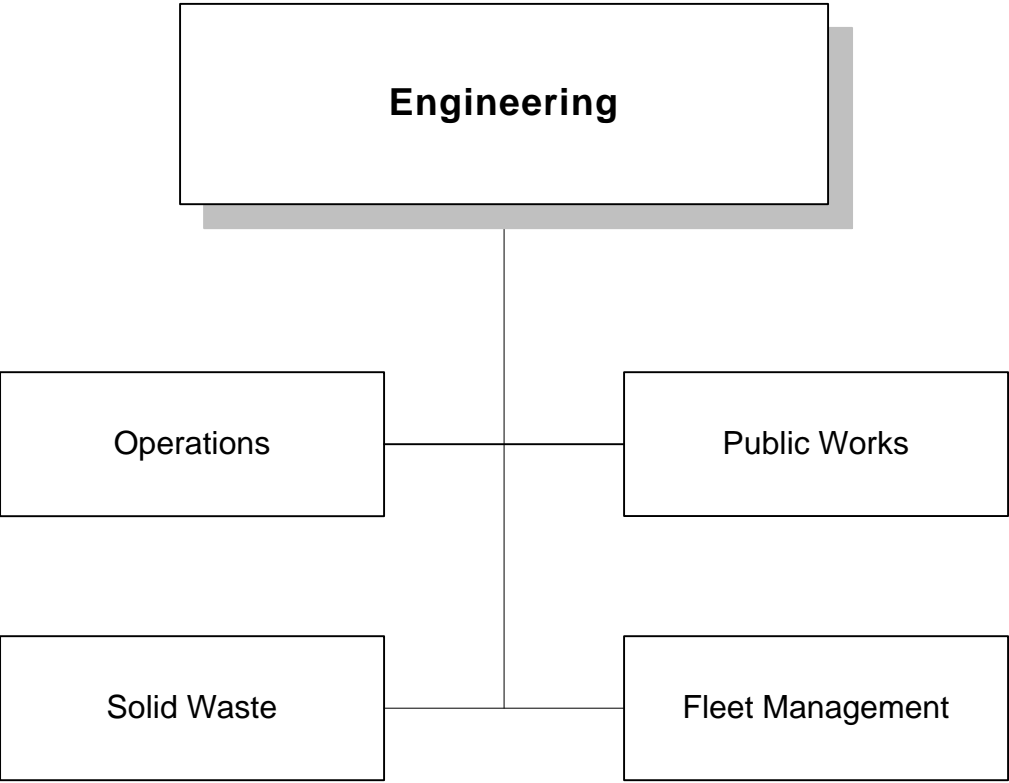 Engineering
Operations
Public Works
Solid Waste
Fleet Management